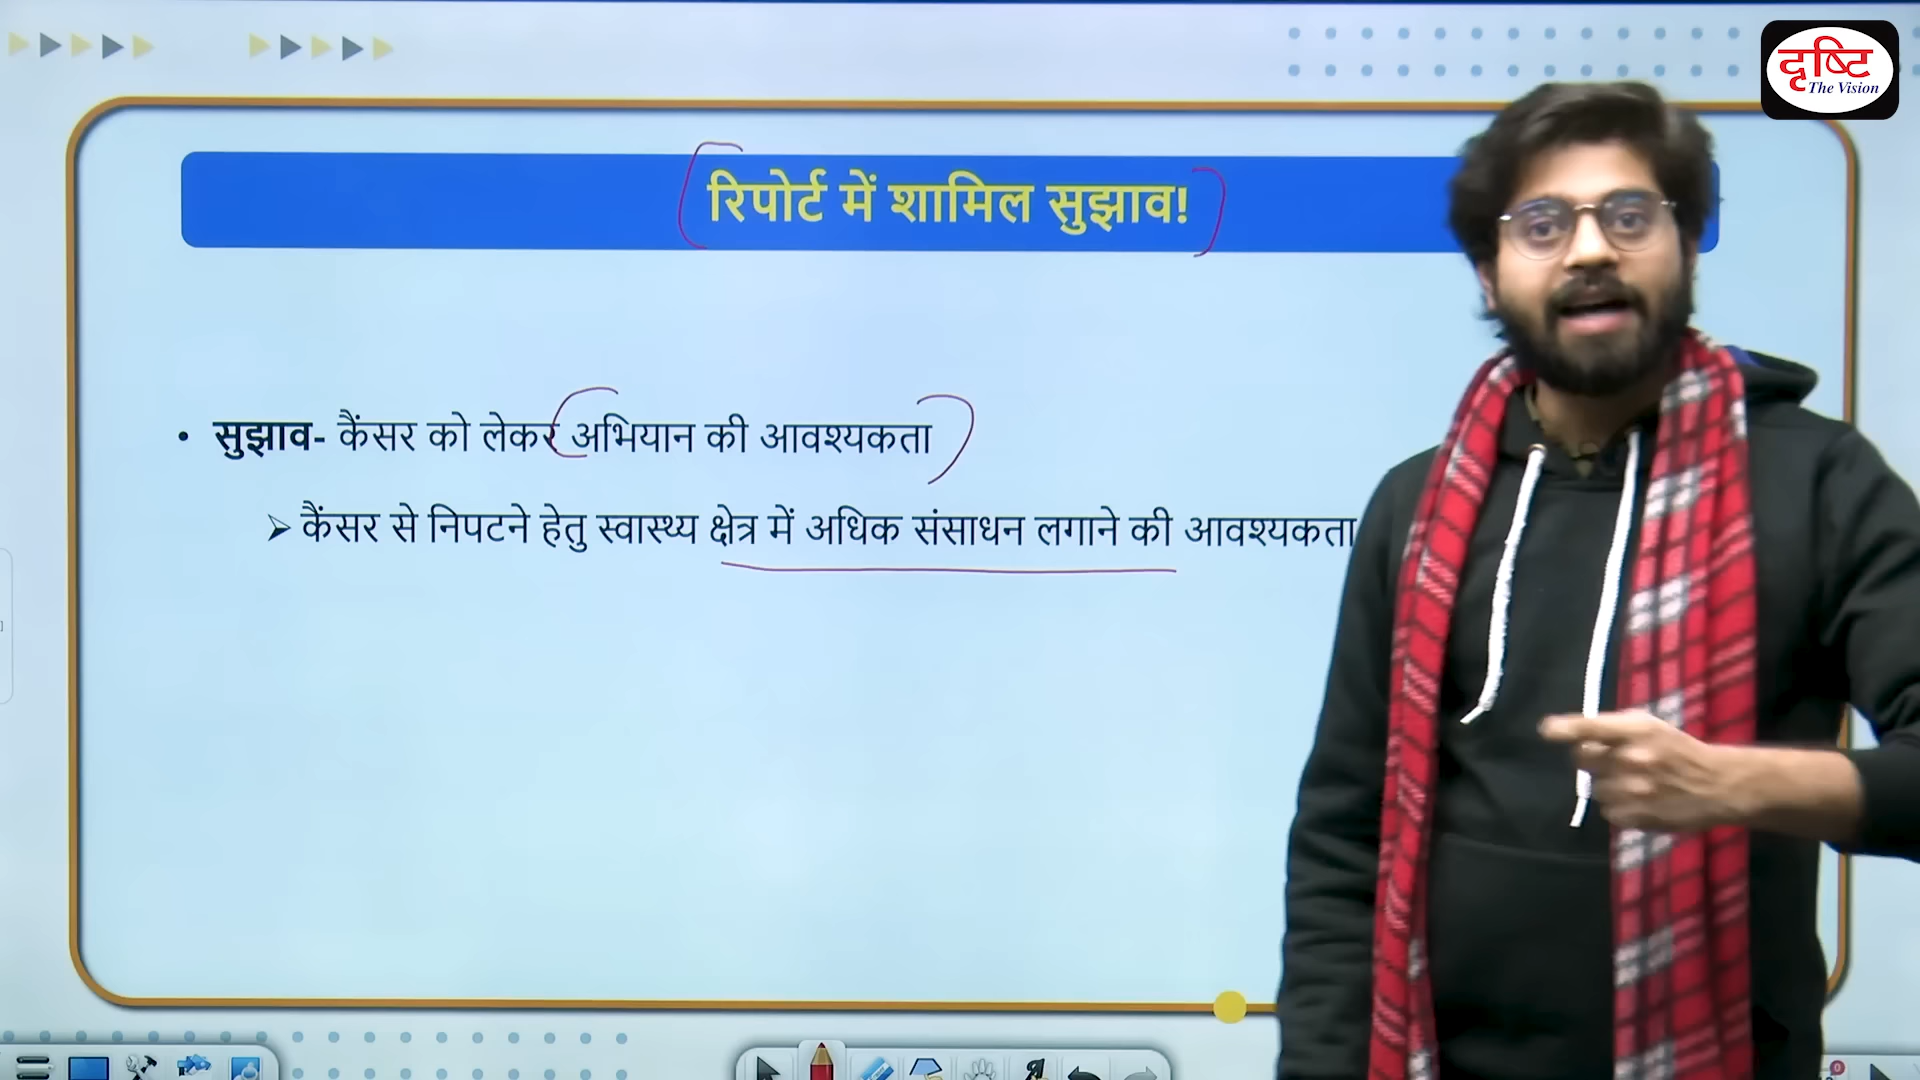 दृष्टि
The Vision
रिपोर्ट में शामिल सुझाव!
• सुझाव- कैंसर को लेकर अभियान की आवश्यकता
➢ कैंसर से निपटने हेतु स्वास्थ्य क्षेत्र में अधिक संसाधन लगाने की आवश्यकता